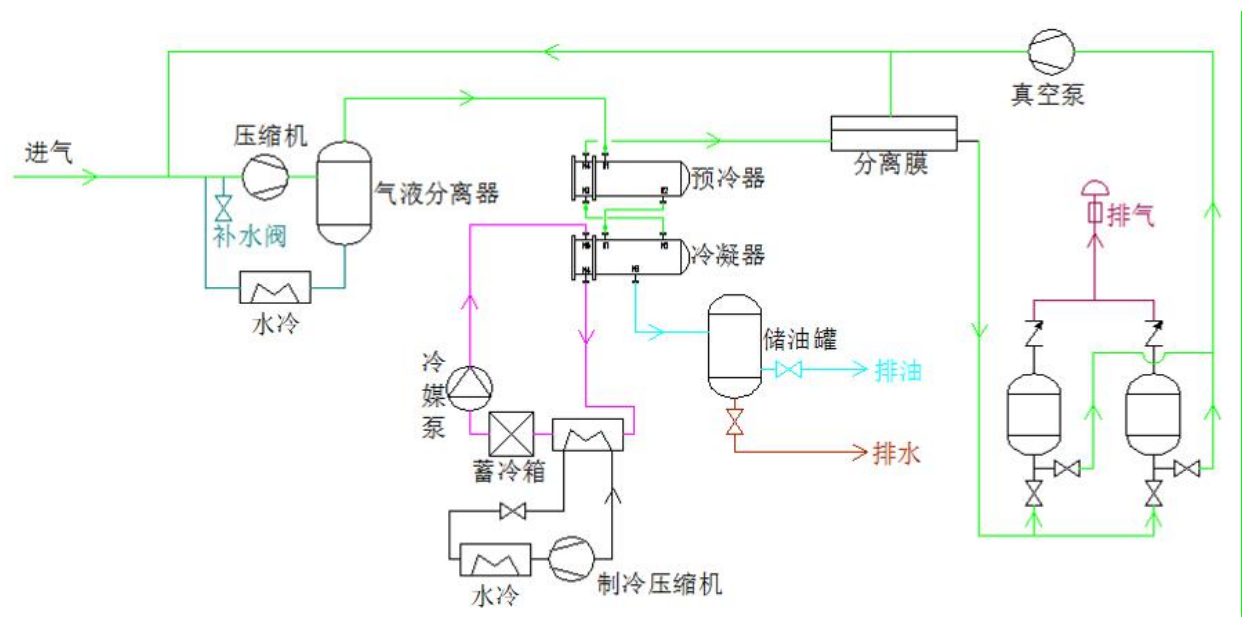 真空泵
压缩机
进气
气液分离器
预冷器
分离膜
排气
补水阀
冷凝器
水冷
储油罐
排油
冷媒泵
蓄冷箱
排水
制冷压缩机
水冷